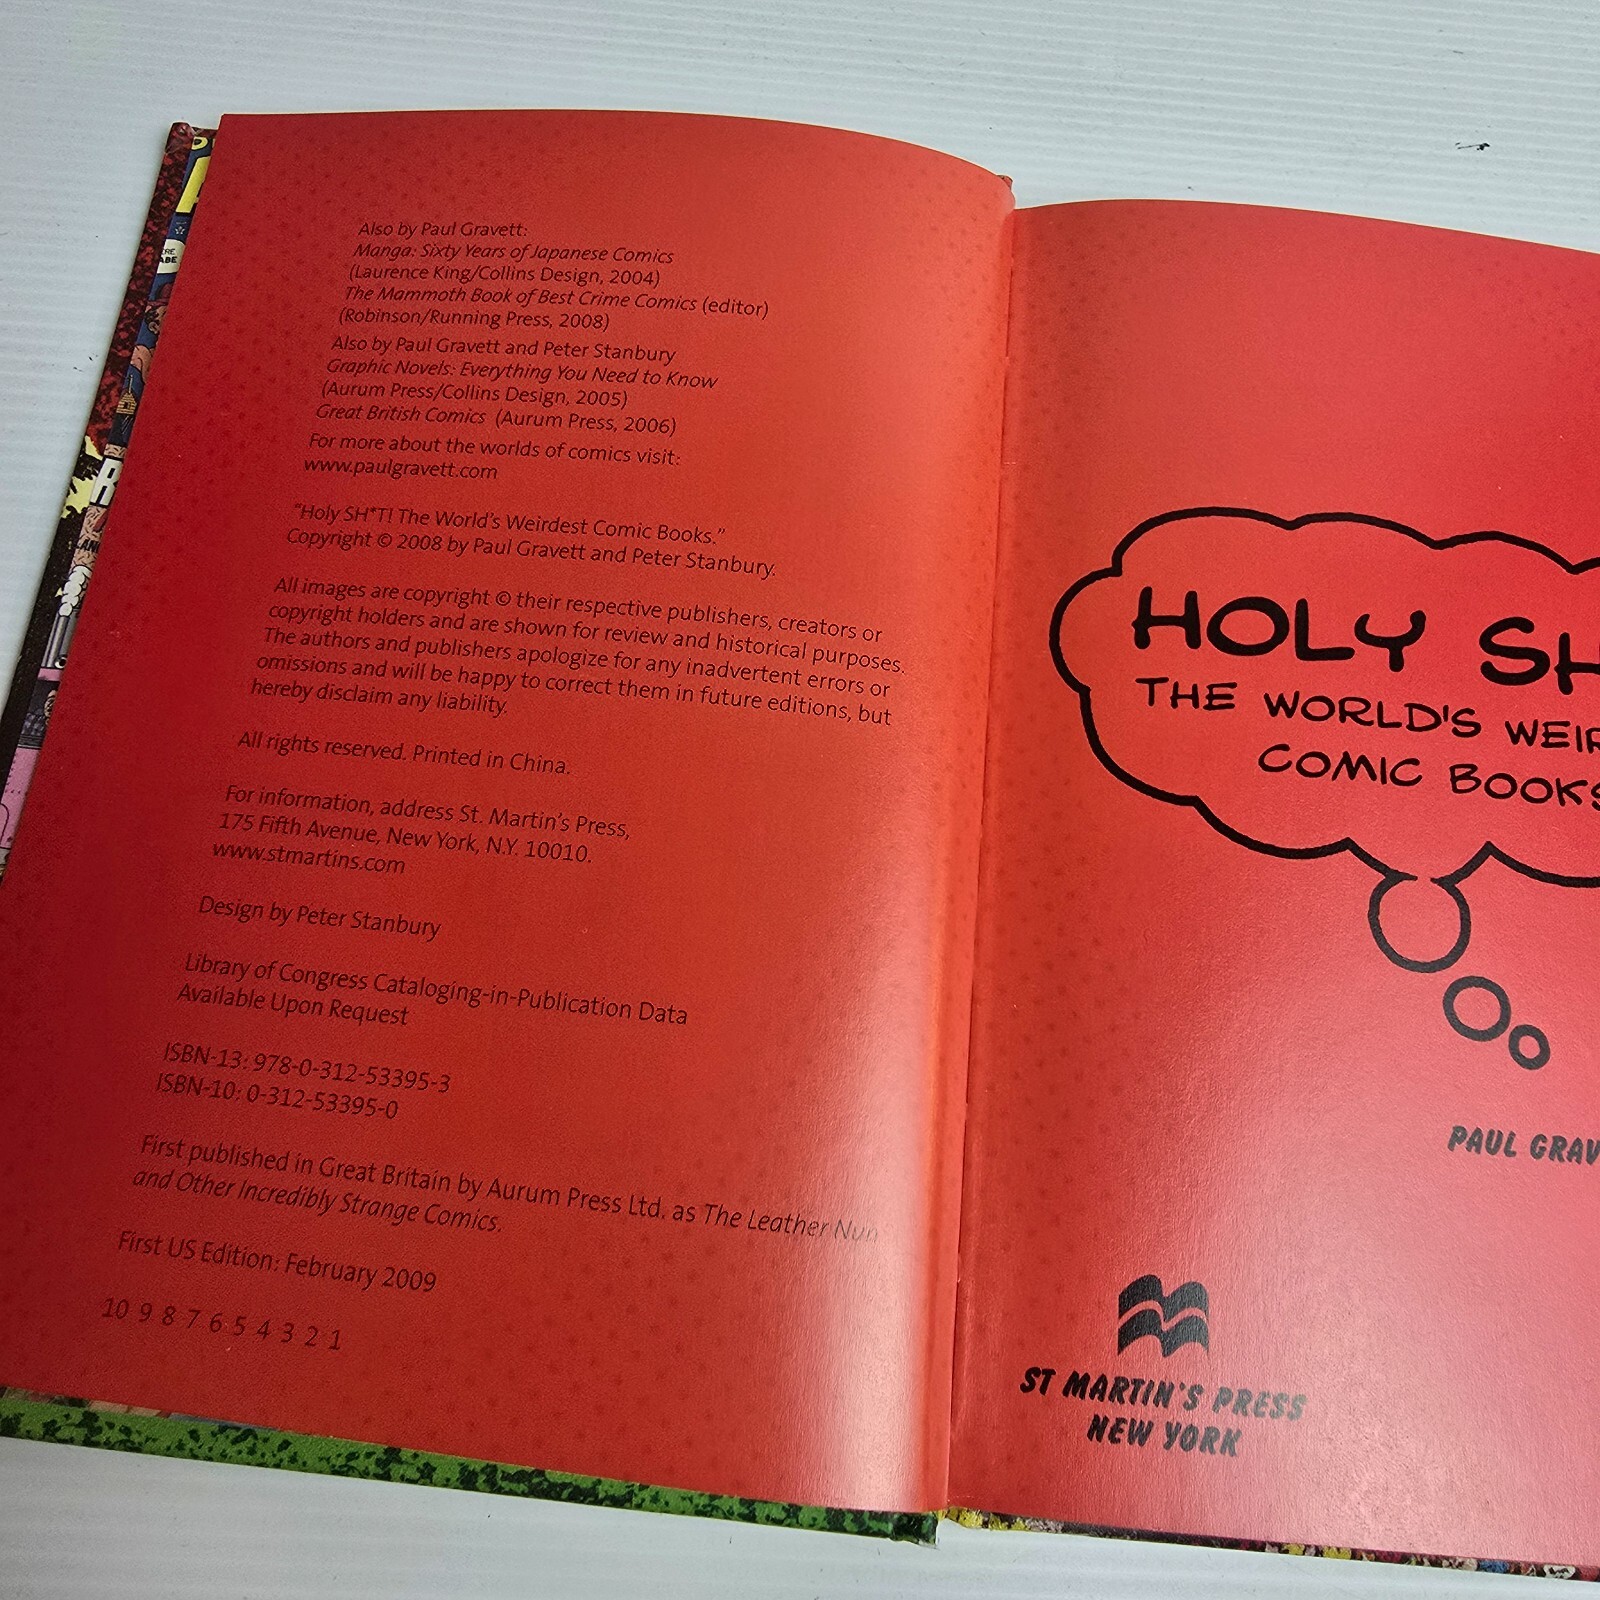 Also by Paul Gravett:
Manga: Sixty Years of Japanese Comics
(Laurence King/Collins Design, 2004)
The Mammoth Book of Best Crime Comics (editor)
(Robinson/Running Press, 2008)
Also by Paul Gravett and Peter Stanbury
Graphic Novels: Everything You Need to Know
(Aurum Press/Collins Design, 2005)
Great British Comics (Aurum Press, 2006)
For more about the worlds of comics visit:
www.paulgravett.com
"Holy SH*T! The World's Weirdest Comic Books."
Copyright © 2008 by Paul Gravett and Peter Stanbury.
All images are copyright © their respective publishers, creators or
copyright holders and are shown for review and historical purposes.
The authors and publishers apologize for any inadvertent errors or
omissions and will be happy to correct them in future editions, but
hereby disclaim any liability.
All rights reserved. Printed in China.
For information, address St. Martin's Press,
175 Fifth Avenue, New York, N.Y. 10010.
www.stmartins.com
Design by Peter Stanbury
Library of Congress Cataloging-in-Publication Data
Available Upon Request
ISBN-13: 978-0-312-53395-3
ISBN-10: 0-312-53395-0
First published in Great Britain by Aurum Press Ltd. as The Leather Nun
and Other Incredibly Strange Comics.
First US Edition: February 2009
10 9 8 7 6 5 4 3 2 1
HOLY SH
THE WORLD'S WEIR
COMIC BOOKS
PAUL GRAV
ST MARTIN'S PRESS
NEW YORK